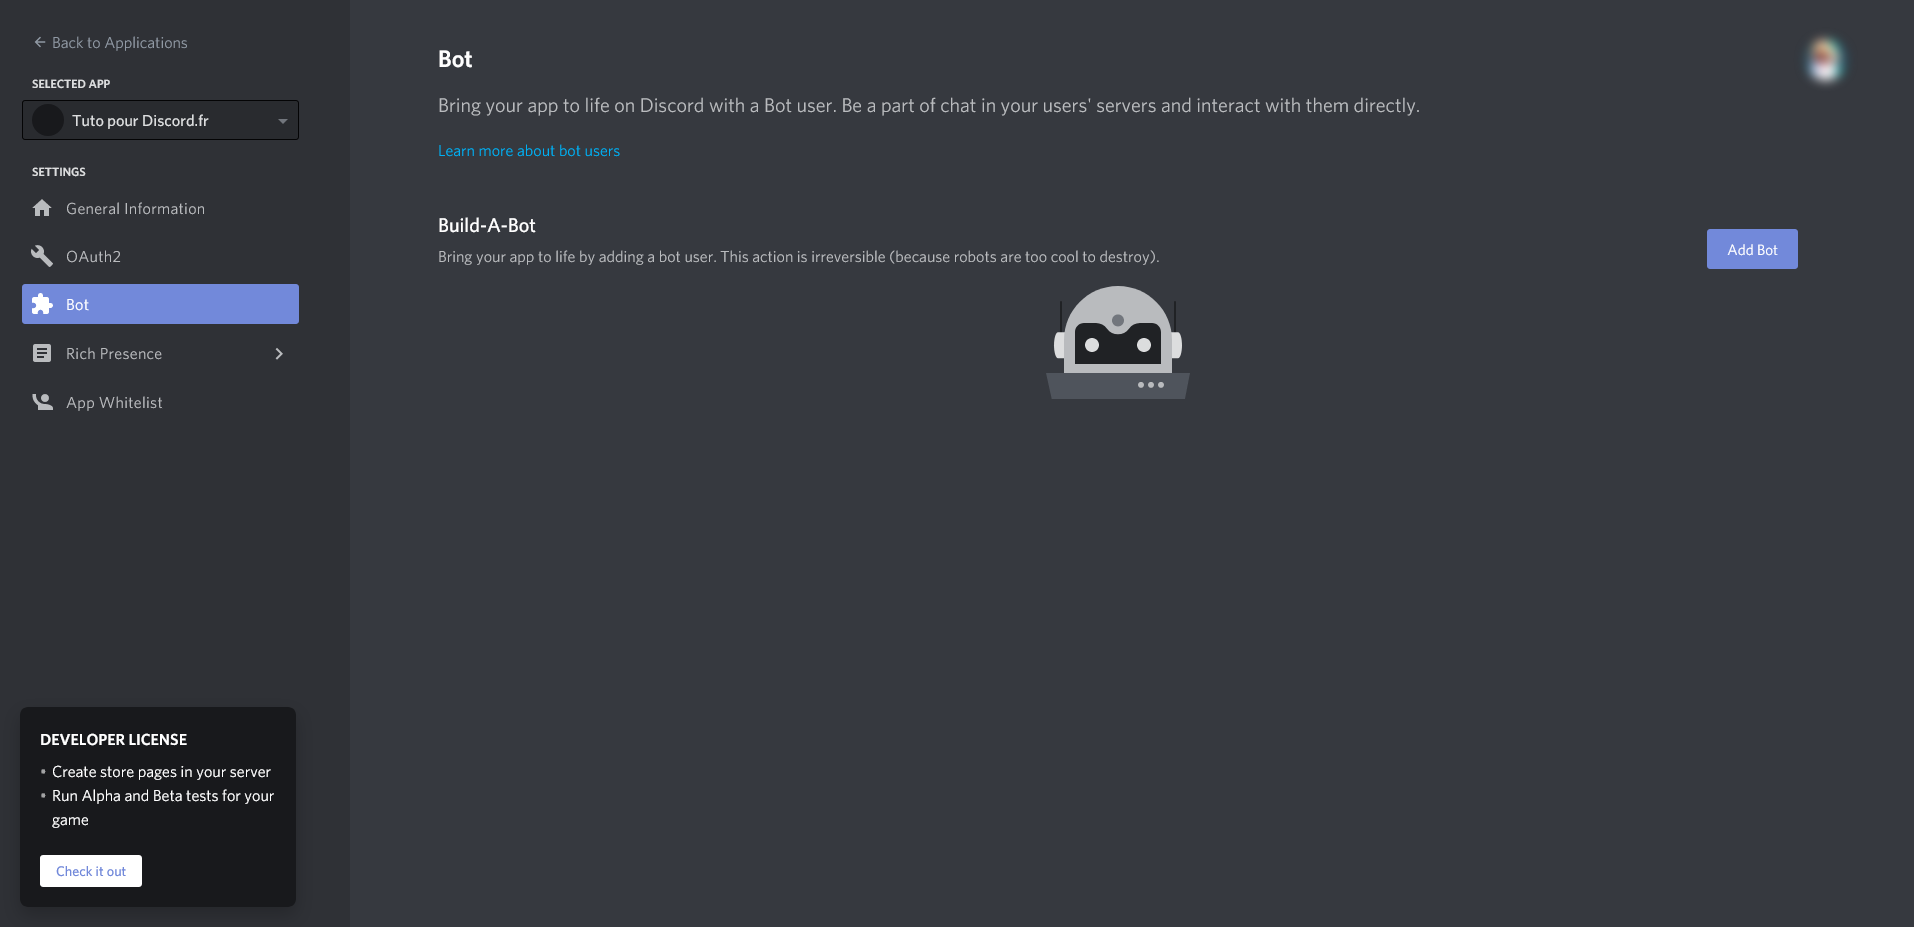 Back to Applications
SELECTED APP
Tuto pour Discord.fr
SETTINGS
General Information
OAuth2
Bot
Rich Presence
App Whitelist
DEVELOPER LICENSE
Create store pages in your server
Run Alpha and Beta tests for your
game
Check it out
Bot
Bring your app to life on Discord with a Bot user. Be a part of chat in your users' servers and interact with them directly.
Learn more about bot users
Build-A-Bot
Bring your app to life by adding a bot user. This action is irreversible (because robots are too cool to destroy).
Add Bot